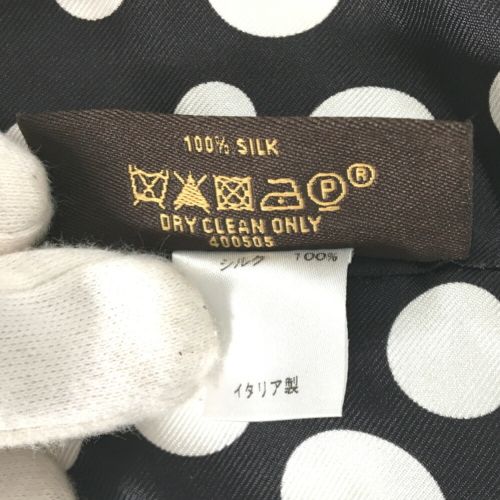 100% SILK
P ®
DRY CLEAN ONLY
400505
シルク 100%
イタリア製